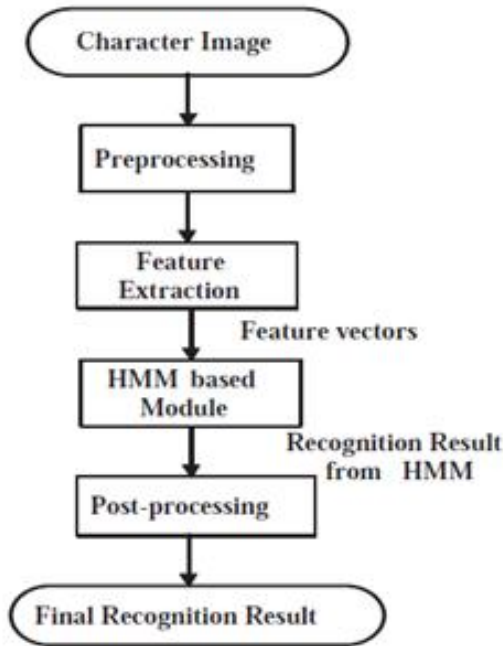 Character Image
Preprocessing
Feature
Extraction
Feature vectors
HMM based
Module
Recognition Result
from HMM
Post-processing
Final Recognition Result